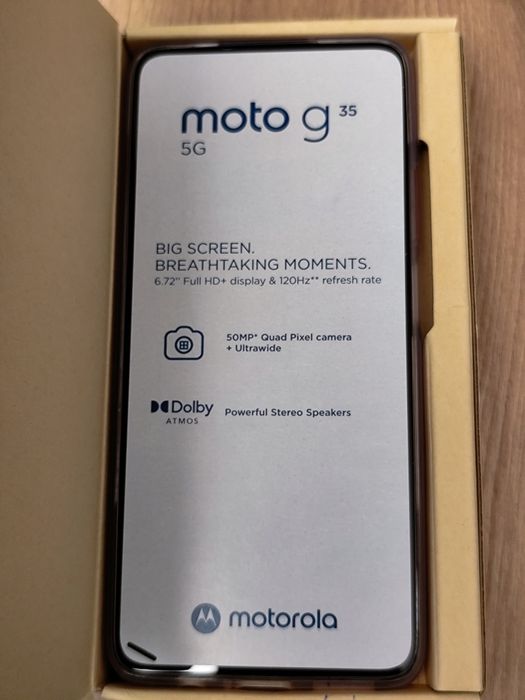 moto g 35
5G
BIG SCREEN.
BREATHTAKING MOMENTS.
6.72" Full HD+ display & 120Hz** refresh rate
50MP* Quad Pixel camera
+ Ultrawide
Dolby
ATMOS
Powerful Stereo Speakers
motorola